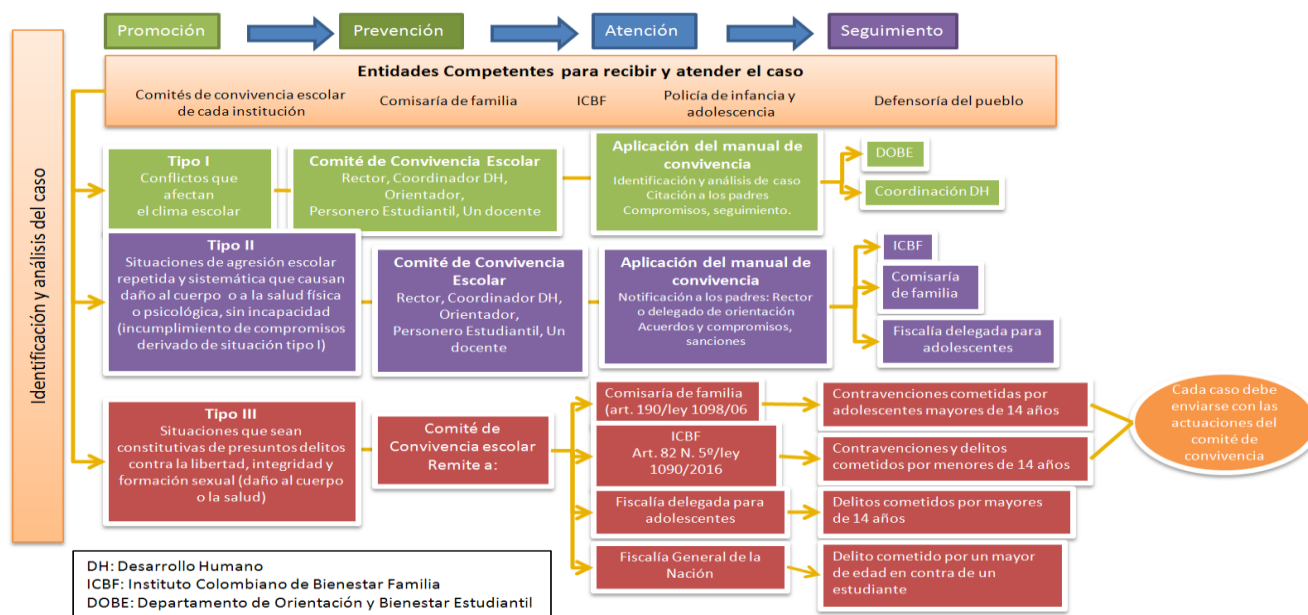 Promoción
Prevención
Atención
Seguimiento
Identificación y análisis del caso
Entidades Competentes para recibir y atender el caso
Comités de convivencia escolar
de cada institución
Comisaría de familia
ICBF
Policía de infancia y
adolescencia
Defensoría del pueblo
Tipo I
Conflictos que
afectan
el clima escolar
Comité de Convivencia Escolar
Rector, Coordinador DH,
Orientador,
Personero Estudiantil, Un docente
Aplicación del manual de
convivencia
Identificación y análisis de caso
Citación a los padres
Compromisos, seguimiento.
DOBE
Coordinación DH
Tipo II
Situaciones de agresión escolar
repetida y sistemática que causan
daño al cuerpo o a la salud física
o psicológica, sin incapacidad
(incumplimiento de compromisos
derivado de situación tipo I)
Comité de Convivencia
Escolar
Rector, Coordinador DH,
Orientador,
Personero Estudiantil, Un
docente
Aplicación del manual de
convivencia
Notificación a los padres: Rector
o delegado de orientación
Acuerdos y compromisos,
sanciones
ICBF
Comisaría
de familia
Fiscalía delegada para
adolescentes
Tipo III
Situaciones que sean
constitutivas de presuntos delitos
contra la libertad, integridad y
formación sexual (daño al cuerpo
o la salud)
Comité de
Convivencia escolar
Remite a:
Comisaría de familia
(art. 190/ley 1098/06
Contravenciones cometidas por
adolescentes mayores de 14 años
ICBF
Art. 82 N. 5º/ley
1090/2016
Contravenciones y delitos
cometidos por menores de 14 años
Fiscalía delegada para
adolescentes
Delitos cometidos por mayores
de 14 años
Fiscalía General de la
Nación
Delito cometido por un mayor
de edad en contra de un
estudiante
Cada caso debe
enviarse con las
actuaciones del
comité de
convivencia
DH: Desarrollo Humano
ICBF: Instituto Colombiano de Bienestar Familia
DOBE: Departamento de Orientación y Bienestar Estudiantil